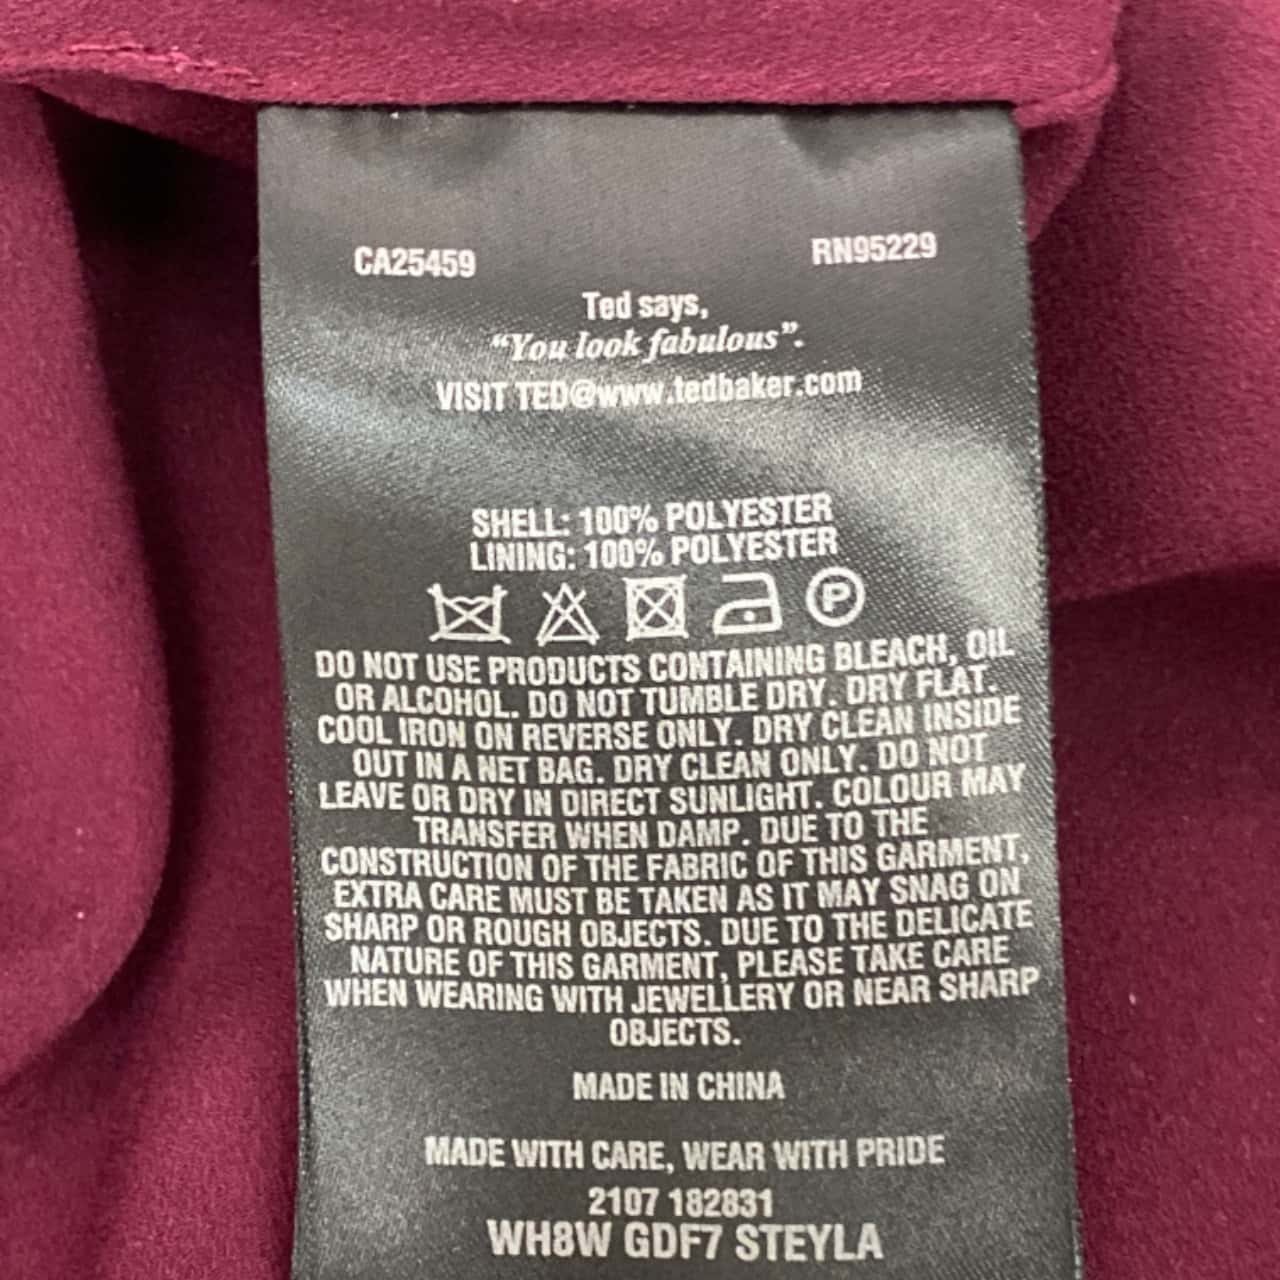 CA25459 RN95229
Ted says,
“You look fabulous”.
VISIT TED@www.tedbaker.com
SHELL: 100% POLYESTER
LINING: 100% POLYESTER
P
DO NOT USE PRODUCTS CONTAINING BLEACH, OIL
OR ALCOHOL. DO NOT TUMBLE DRY. DRY FLAT.
COOL IRON ON REVERSE ONLY. DRY CLEAN INSIDE
OUT IN A NET BAG. DRY CLEAN ONLY. DO NOT
LEAVE OR DRY IN DIRECT SUNLIGHT. COLOUR MAY
TRANSFER WHEN DAMP. DUE TO THE
CONSTRUCTION OF THE FABRIC OF THIS GARMENT,
EXTRA CARE MUST BE TAKEN AS IT MAY SNAG ON
SHARP OR ROUGH OBJECTS. DUE TO THE DELICATE
NATURE OF THIS GARMENT, PLEASE TAKE CARE
WHEN WEARING WITH JEWELLERY OR NEAR SHARP
OBJECTS.
MADE IN CHINA
MADE WITH CARE, WEAR WITH PRIDE
2107 182831
WH8W GDF7 STEYLA